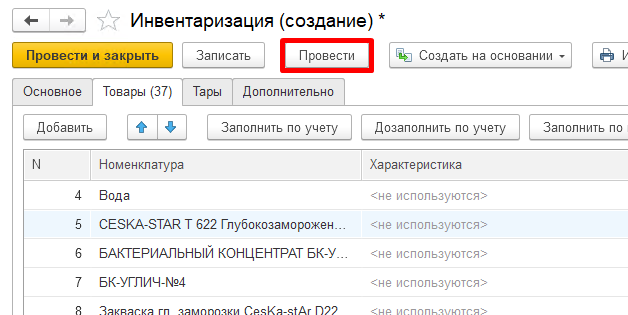 Инвентаризация (создание) *
Провести и закрыть Записать Провести Создать на основании
Основное Товары (37) Тары Дополнительно
Добавить Заполнить по учету Дозаполнить по учету Заполнить по
N Номенклатура Характеристика
4 Вода <не используются>
5 CESKA-STAR T 622 Глубокозаморожен... <не используются>
6 БАКТЕРИАЛЬНЫЙ КОНЦЕНТРАТ БК-У... <не используются>
7 БК-УГЛИЧ-№4 <не используются>
8 Закваска гл. заморозки CesKa-stAr D22 <не используются>